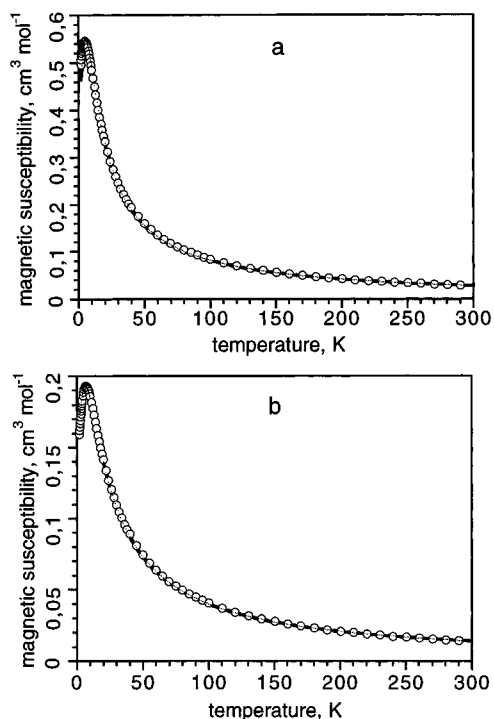 a
magnetic susceptibility, cm³ mol⁻¹
0,6
0,5
0,4
0,3
0,2
0,1
0
0 50 100 150 200 250 300
temperature, K
b
magnetic susceptibility, cm³ mol⁻¹
0,2
0,15
0,1
0,05
0
0 50 100 150 200 250 300
temperature, K